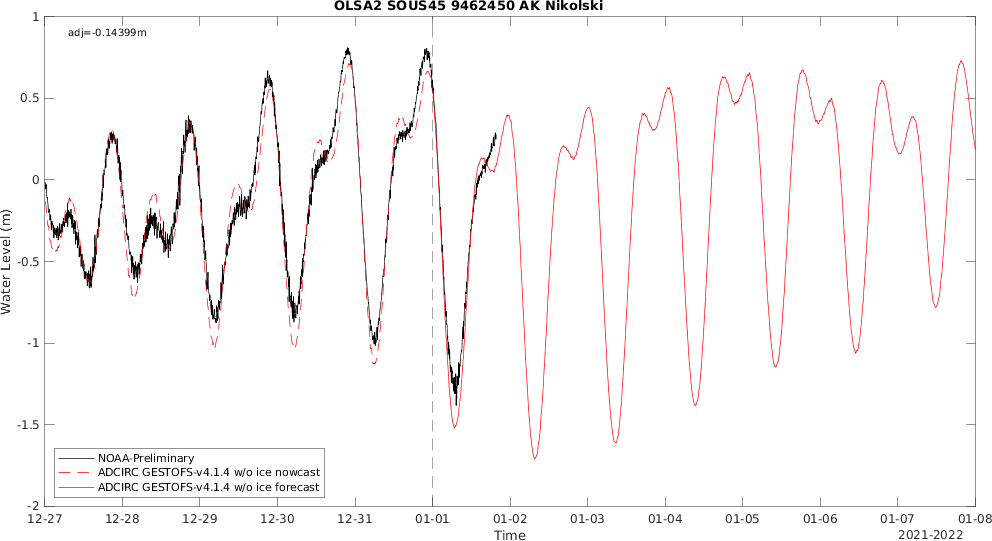 OLSA2 SOUS45 9462450 AK Nikolski
adj=-0.14399m
1
0.5
0
-0.5
-1
-1.5
-2
Water Level (m)
NOAA-Preliminary
ADCIRC GESTOFS-v4.1.4 w/o ice nowcast
ADCIRC GESTOFS-v4.1.4 w/o ice forecast
12-27 12-28 12-29 12-30 12-31 01-01 01-02 01-03 01-04 01-05 01-06 01-07 01-08
Time
2021-2022